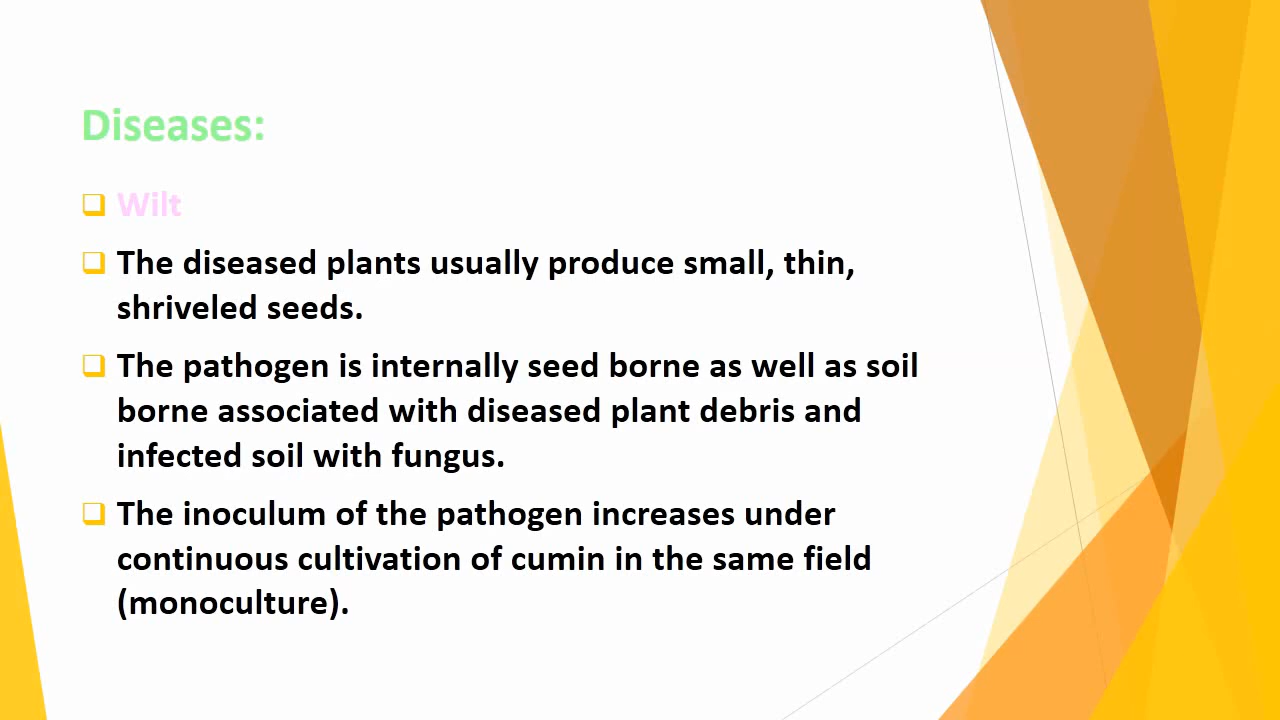 Diseases:
Wilt
The diseased plants usually produce small, thin,
shriveled seeds.
The pathogen is internally seed borne as well as soil
borne associated with diseased plant debris and
infected soil with fungus.
The inoculum of the pathogen increases under
continuous cultivation of cumin in the same field
(monoculture).